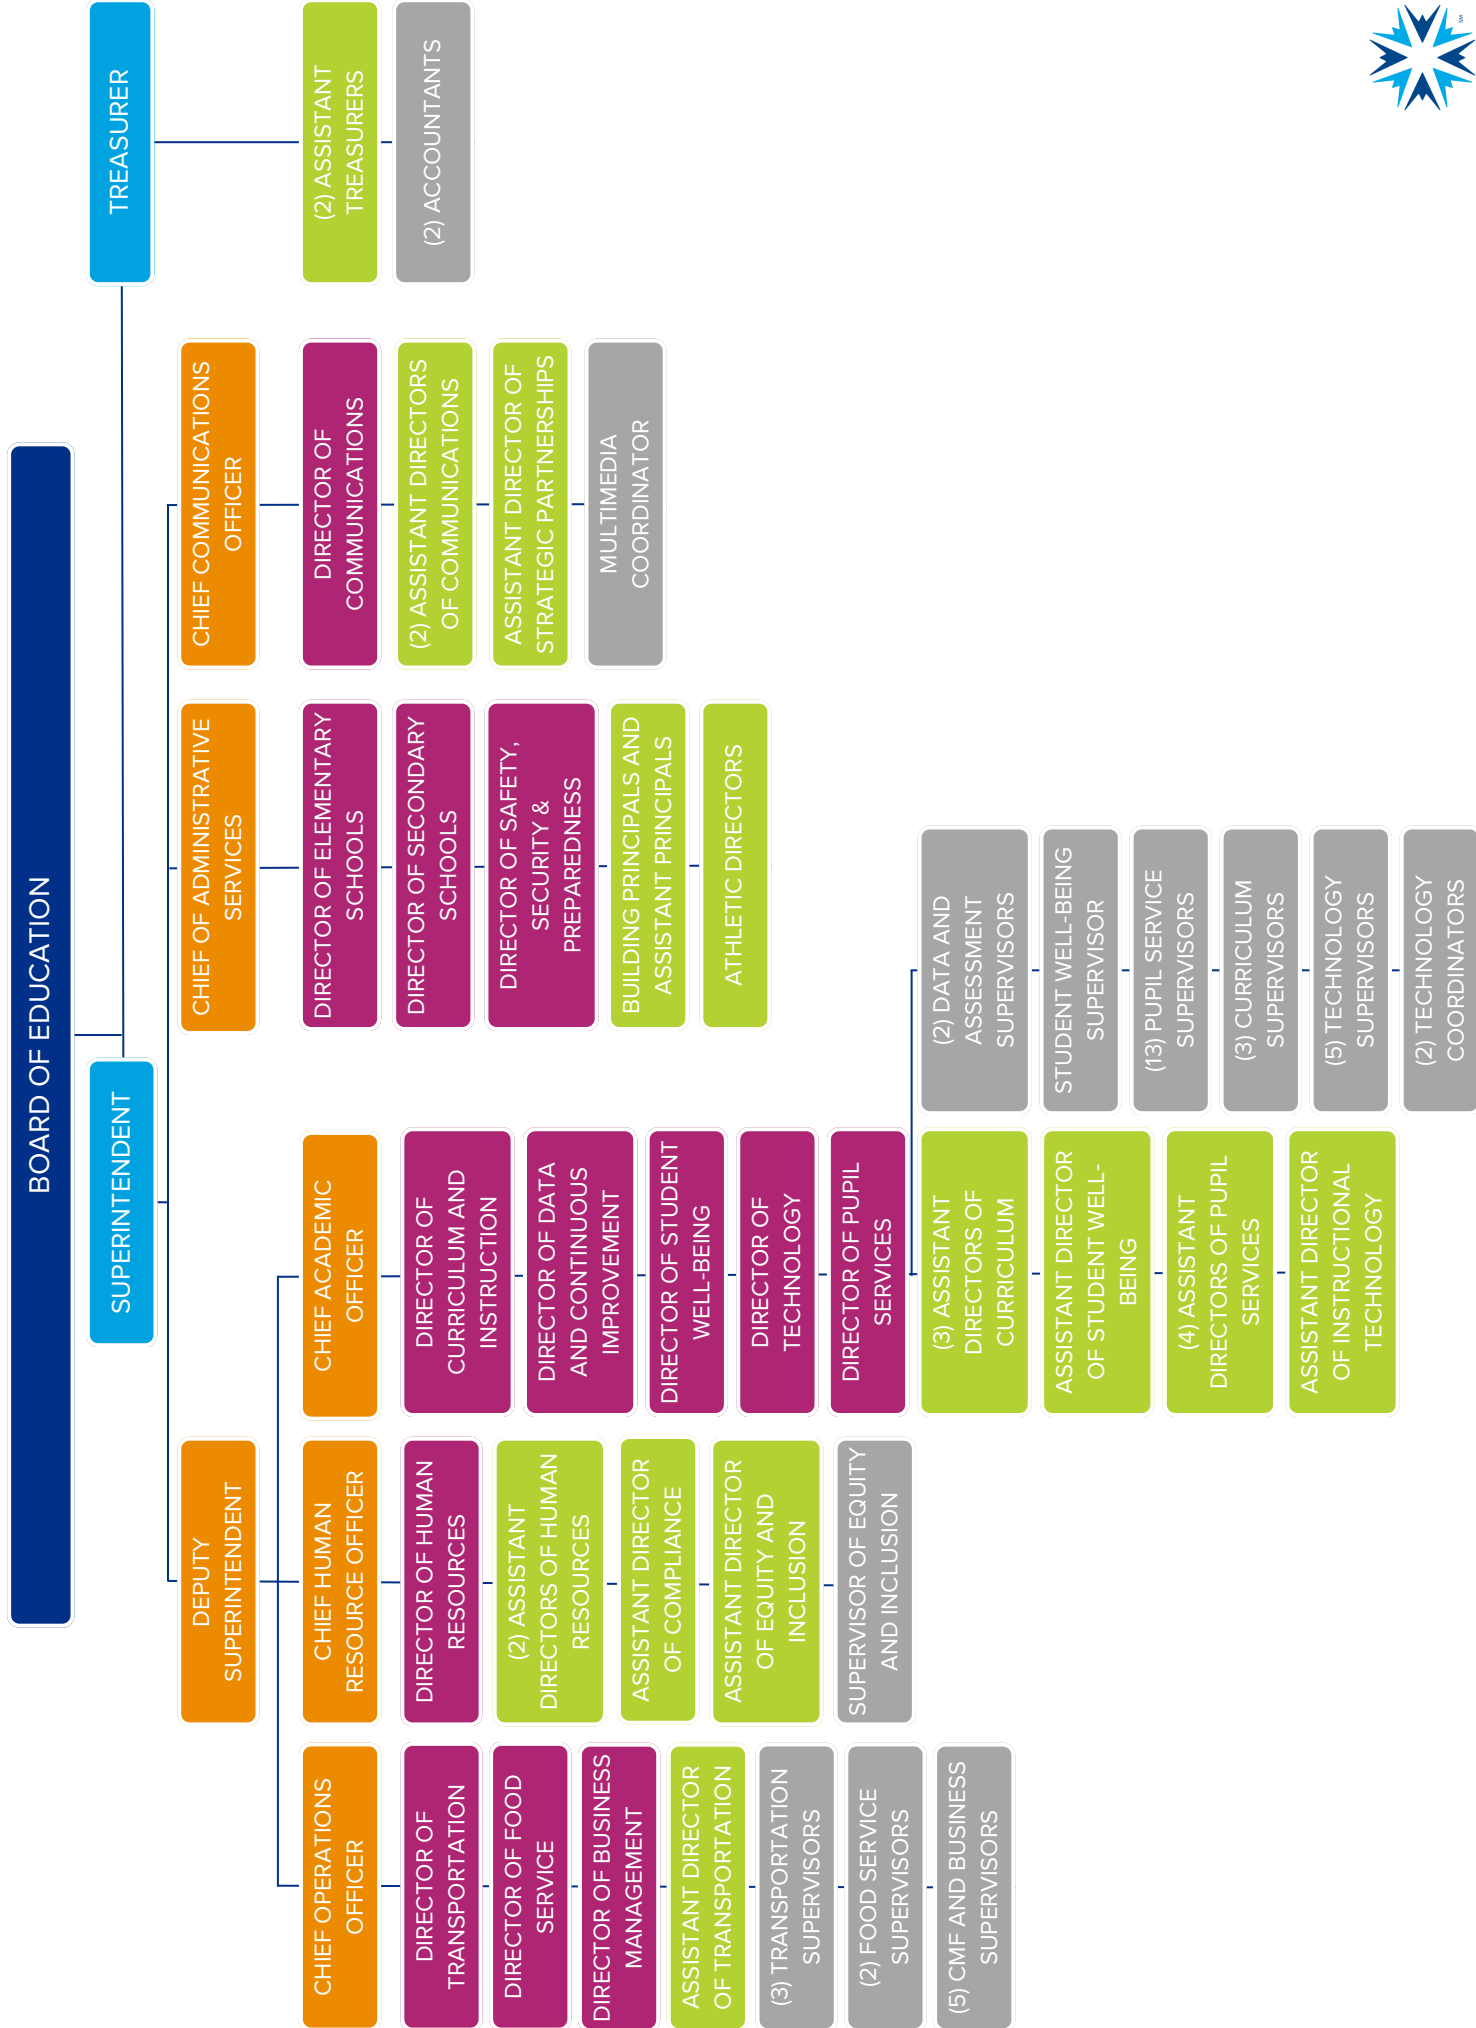 BOARD OF EDUCATION
SUPERINTENDENT
TREASURER
DEPUTY
SUPERINTENDENT
CHIEF OF ADMINISTRATIVE
SERVICES
CHIEF COMMUNICATIONS
OFFICER
CHIEF OPERATIONS
OFFICER
DIRECTOR OF
TRANSPORTATION
DIRECTOR OF FOOD
SERVICE
DIRECTOR OF BUSINESS
MANAGEMENT
ASSISTANT DIRECTOR
OF TRANSPORTATION
(3) TRANSPORTATION
SUPERVISORS
(2) FOOD SERVICE
SUPERVISORS
(5) CMF AND BUSINESS
SUPERVISORS
CHIEF HUMAN
RESOURCE OFFICER
DIRECTOR OF HUMAN
RESOURCES
(2) ASSISTANT
DIRECTORS OF HUMAN
RESOURCES
ASSISTANT DIRECTOR
OF COMPLIANCE
ASSISTANT DIRECTOR
OF EQUITY AND
INCLUSION
SUPERVISOR OF EQUITY
AND INCLUSION
CHIEF ACADEMIC
OFFICER
DIRECTOR OF
CURRICULUM AND
INSTRUCTION
DIRECTOR OF DATA
AND CONTINUOUS
IMPROVEMENT
DIRECTOR OF STUDENT
WELL-BEING
DIRECTOR OF
TECHNOLOGY
DIRECTOR OF PUPIL
SERVICES
(3) ASSISTANT
DIRECTORS OF
CURRICULUM
ASSISTANT DIRECTOR
OF STUDENT WELL-
BEING
(4) ASSISTANT
DIRECTORS OF PUPIL
SERVICES
ASSISTANT DIRECTOR
OF INSTRUCTIONAL
TECHNOLOGY
(2) DATA AND
ASSESSMENT
SUPERVISORS
STUDENT WELL-BEING
SUPERVISOR
(13) PUPIL SERVICE
SUPERVISORS
(3) CURRICULUM
SUPERVISORS
(5) TECHNOLOGY
SUPERVISORS
(2) TECHNOLOGY
COORDINATORS
DIRECTOR OF ELEMENTARY
SCHOOLS
DIRECTOR OF SECONDARY
SCHOOLS
DIRECTOR OF SAFETY,
SECURITY &
PREPAREDNESS
BUILDING PRINCIPALS AND
ASSISTANT PRINCIPALS
ATHLETIC DIRECTORS
DIRECTOR OF
COMMUNICATIONS
(2) ASSISTANT DIRECTORS
OF COMMUNICATIONS
ASSISTANT DIRECTOR OF
STRATEGIC PARTNERSHIPS
MULTIMEDIA
COORDINATOR
(2) ASSISTANT
TREASURERS
(2) ACCOUNTANTS
SM